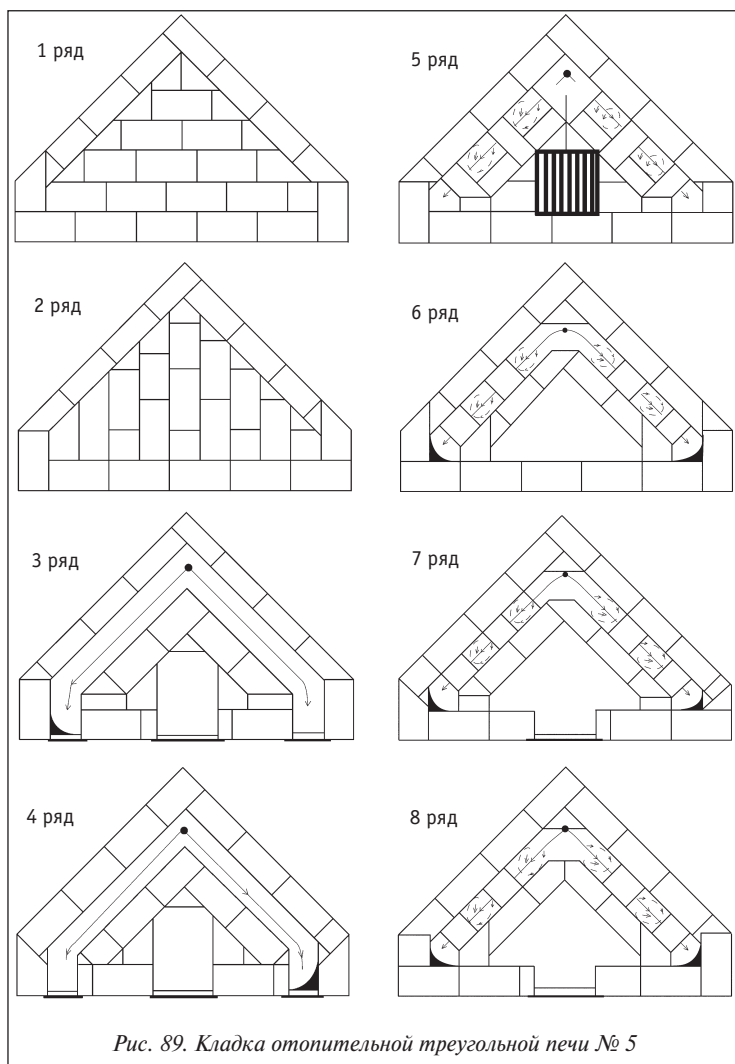 1 ряд
5 ряд
2 ряд
6 ряд
3 ряд
7 ряд
4 ряд
8 ряд
Рис. 89. Кладка отопительной треугольной печи № 5